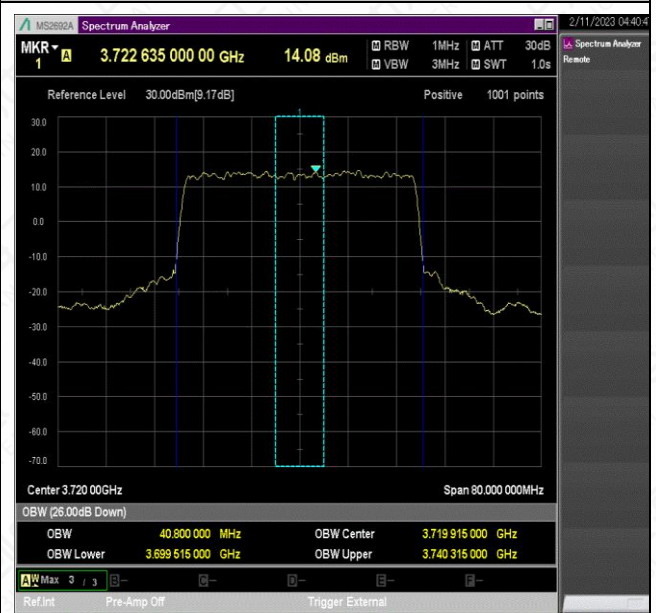 MS2692A Spectrum Analyzer 2/11/2023 04:40:4
MKR 1 A 3.722 635 000 00 GHz 14.08 dBm M RBW 1MHz M ATT 30dB
M VBW 3MHz M SWT 1.0s
Spectrum Analyzer
Remote
Reference Level 30.00dBm[9.17dB] Positive 1001 points
1
30.0
20.0
10.0
0.0
-10.0
-20.0
-30.0
-40.0
-50.0
-60.0
-70.0
Center 3.720 00GHz Span 80.000 000MHz
OBW (26.00dB Down)
OBW 40.800 000 MHz OBW Center 3.719 915 000 GHz
OBW Lower 3.699 515 000 GHz OBW Upper 3.740 315 000 GHz
A W Max 3 / 3 B- C- D- E- F-
Ref.Int Pre-Amp Off Trigger External